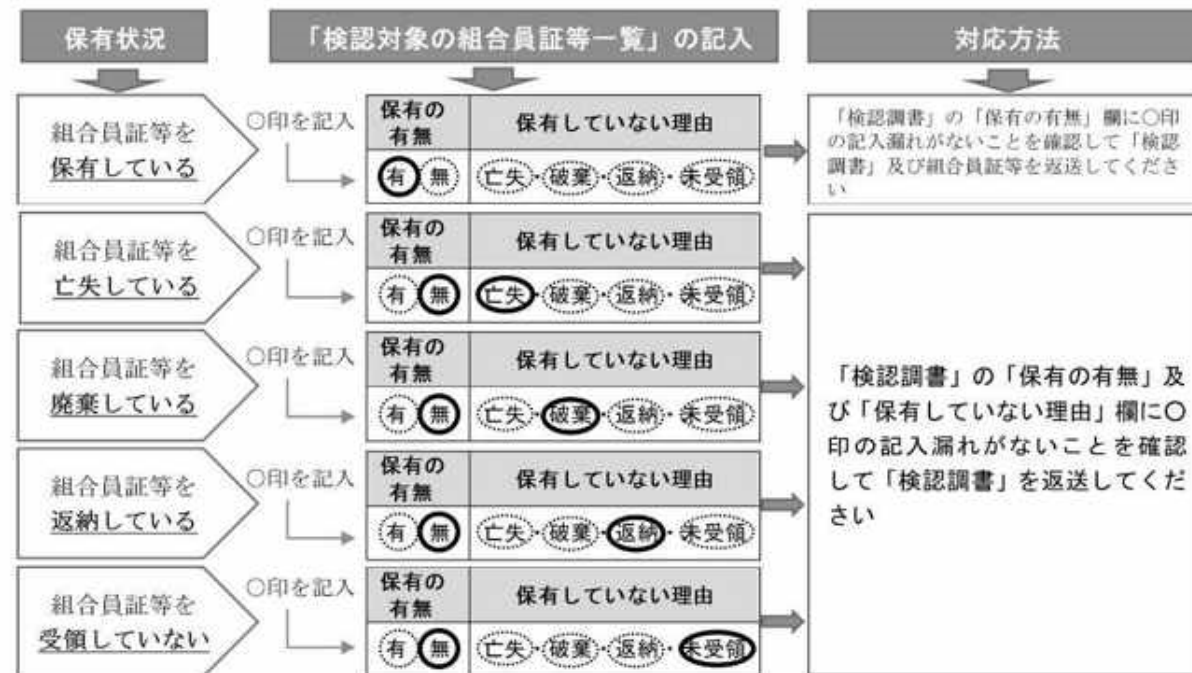 保有状況
「検認対象の組合員証等一覧」の記入
対応方法
組合員証等を
保有している
〇印を記入
保有の
有無
保有していない理由
有・無
亡失・破棄・返納・未受領
「検認調書」の「保有の有無」欄に〇印
の記入漏れがないことを確認して「検認
調書」及び組合員証等を返送してくださ
い
組合員証等を
亡失している
〇印を記入
保有の
有無
保有していない理由
有・無
亡失・破棄・返納・未受領
組合員証等を
廃棄している
〇印を記入
保有の
有無
保有していない理由
有・無
亡失・破棄・返納・未受領
「検認調書」の「保有の有無」及
び「保有していない理由」欄に〇
印の記入漏れがないことを確認
して「検認調書」を返送してくだ
さい
組合員証等を
返納している
〇印を記入
保有の
有無
保有していない理由
有・無
亡失・破棄・返納・未受領
組合員証等を
受領していない
〇印を記入
保有の
有無
保有していない理由
有・無
亡失・破棄・返納・未受領